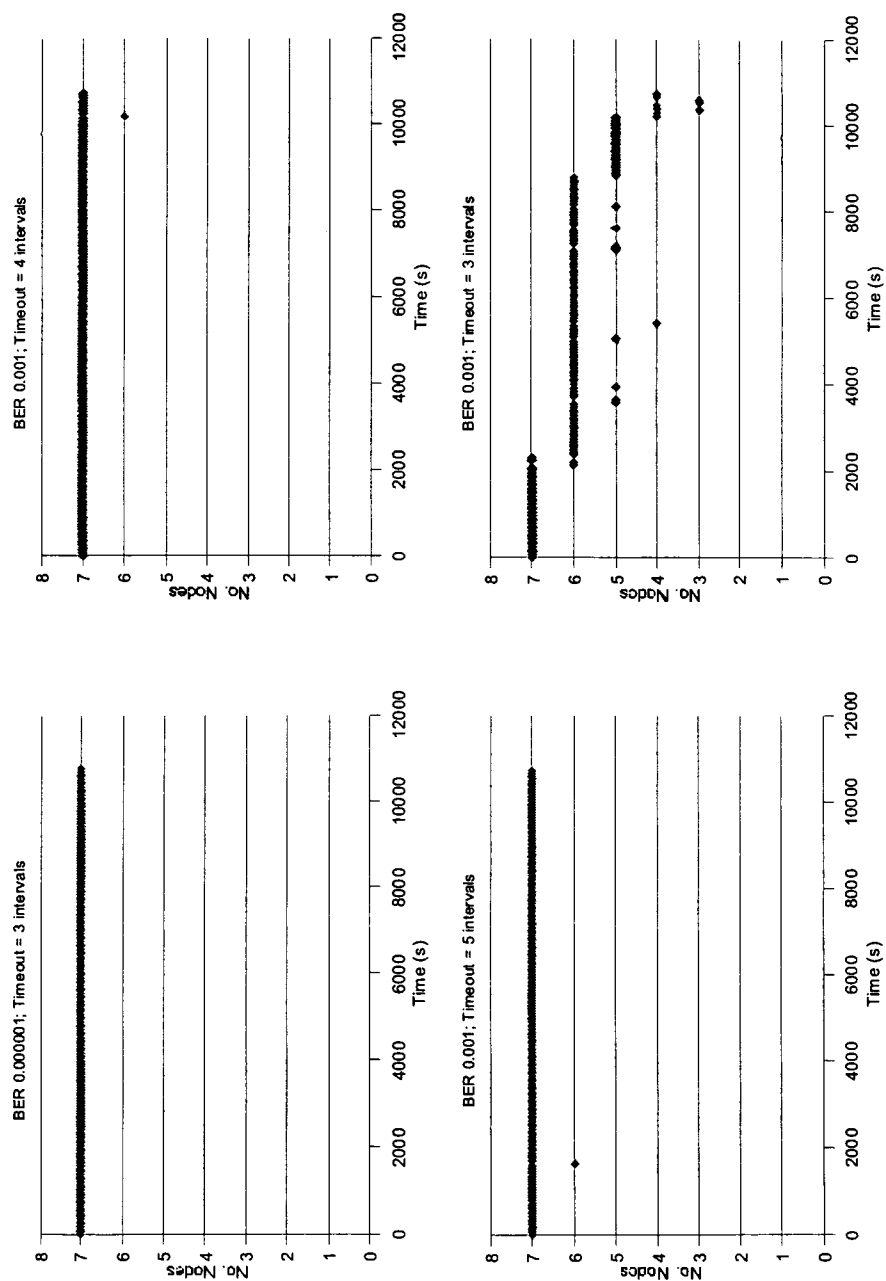 BER 0.000001; Timeout = 3 intervals
8
7
6
5
4
3
2
1
0
No. Nodes
0 2000 4000 6000 8000 10000 12000
Time (s)
BER 0.001; Timeout = 4 intervals
8
7
6
5
4
3
2
1
0
No. Nodes
0 2000 4000 6000 8000 10000 12000
Time (s)
BER 0.001; Timeout = 5 intervals
8
7
6
5
4
3
2
1
0
No. Nodes
0 2000 4000 6000 8000 10000 12000
Time (s)
BER 0.001; Timeout = 3 intervals
8
7
6
5
4
3
2
1
0
No. Nodes
0 2000 4000 6000 8000 10000 12000
Time (s)